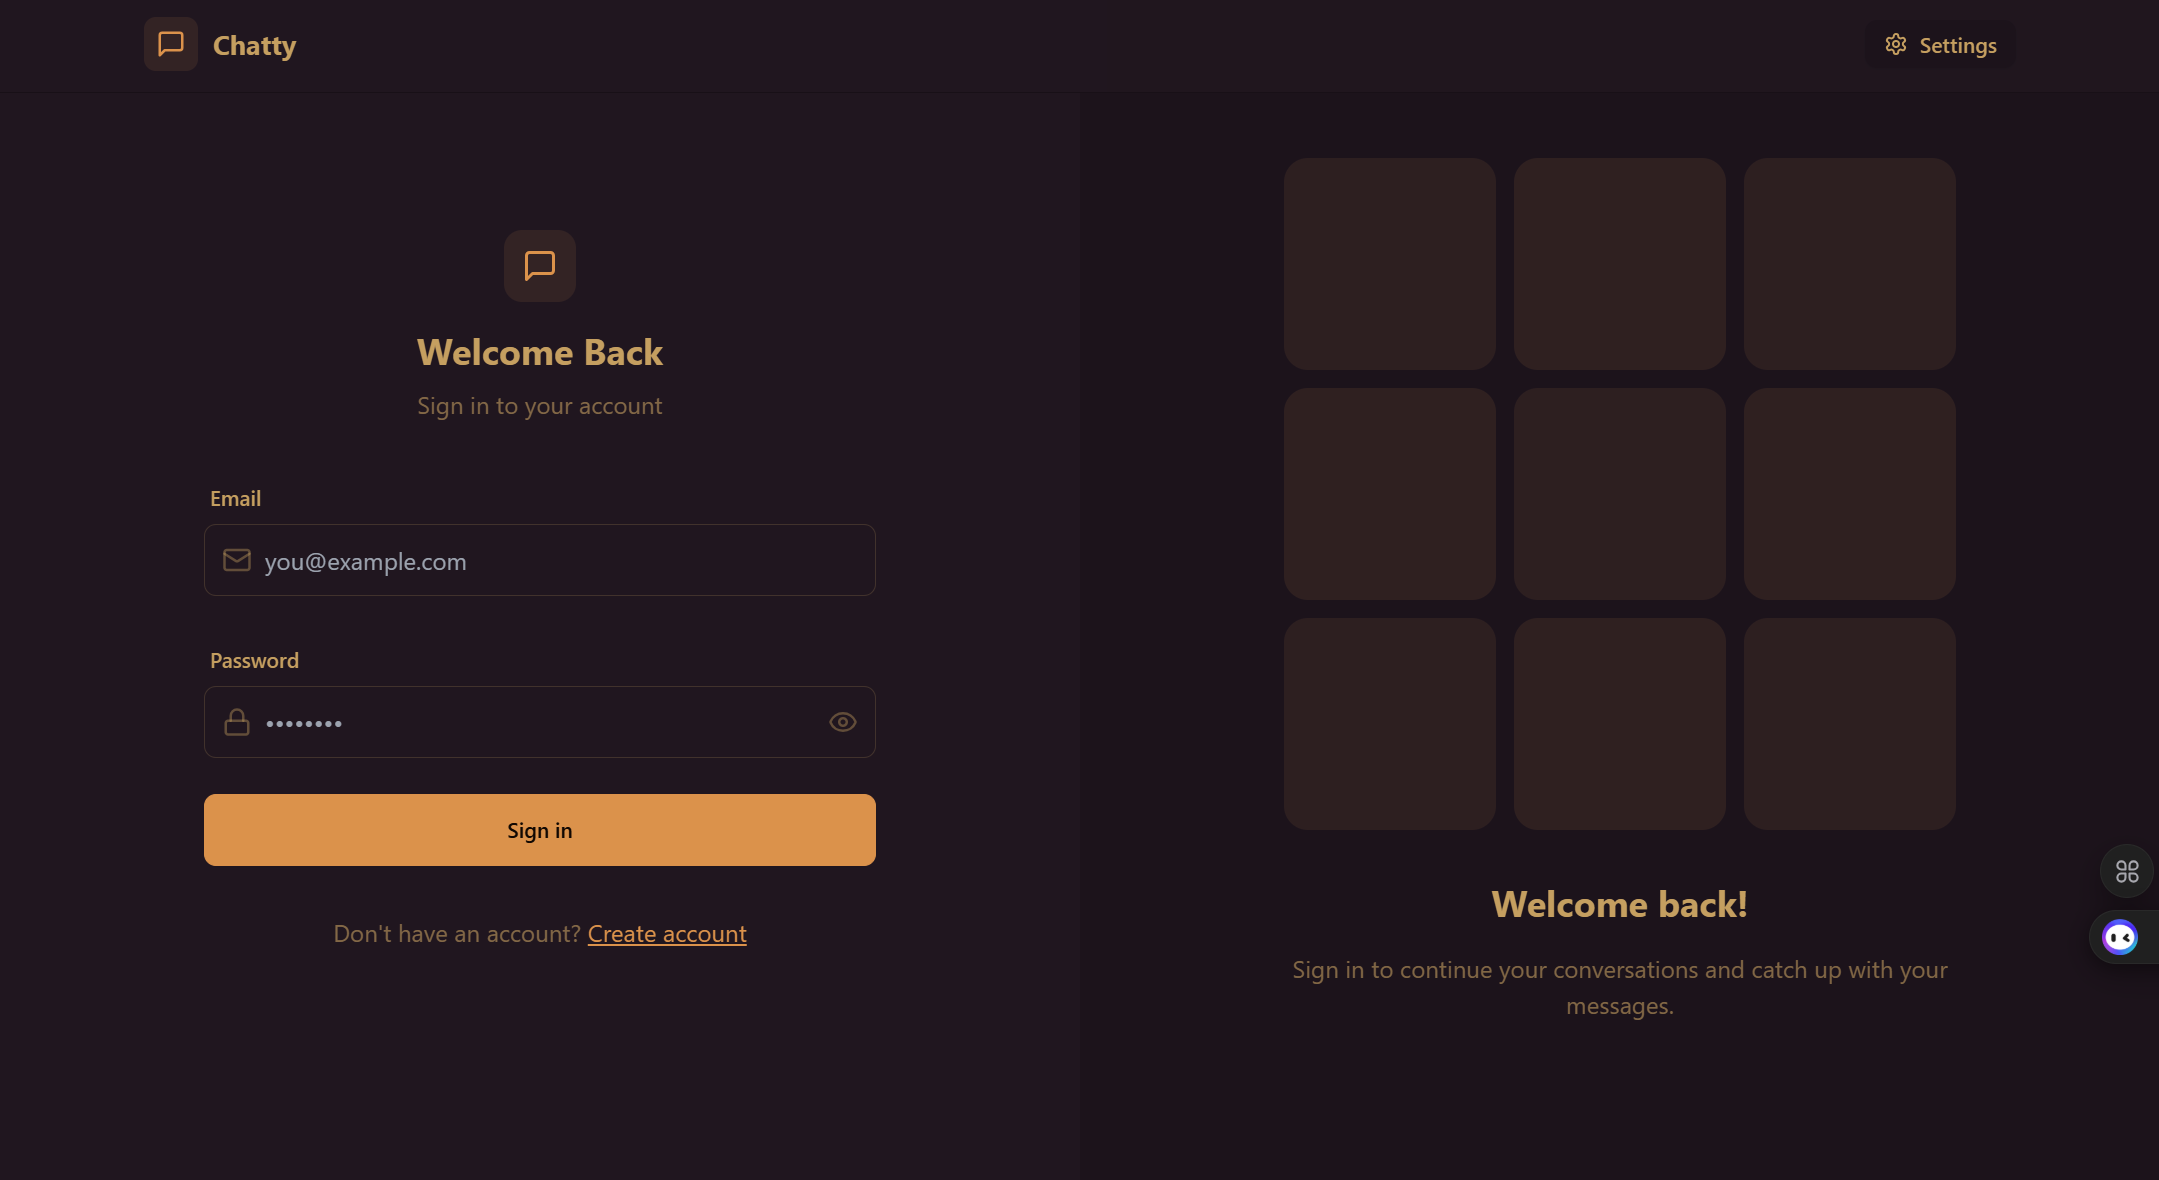 Chatty
Settings
Welcome Back
Sign in to your account
Email
you@example.com
Password
••••••••
Sign in
Don't have an account? Create account
Welcome back!
Sign in to continue your conversations and catch up with your
messages.